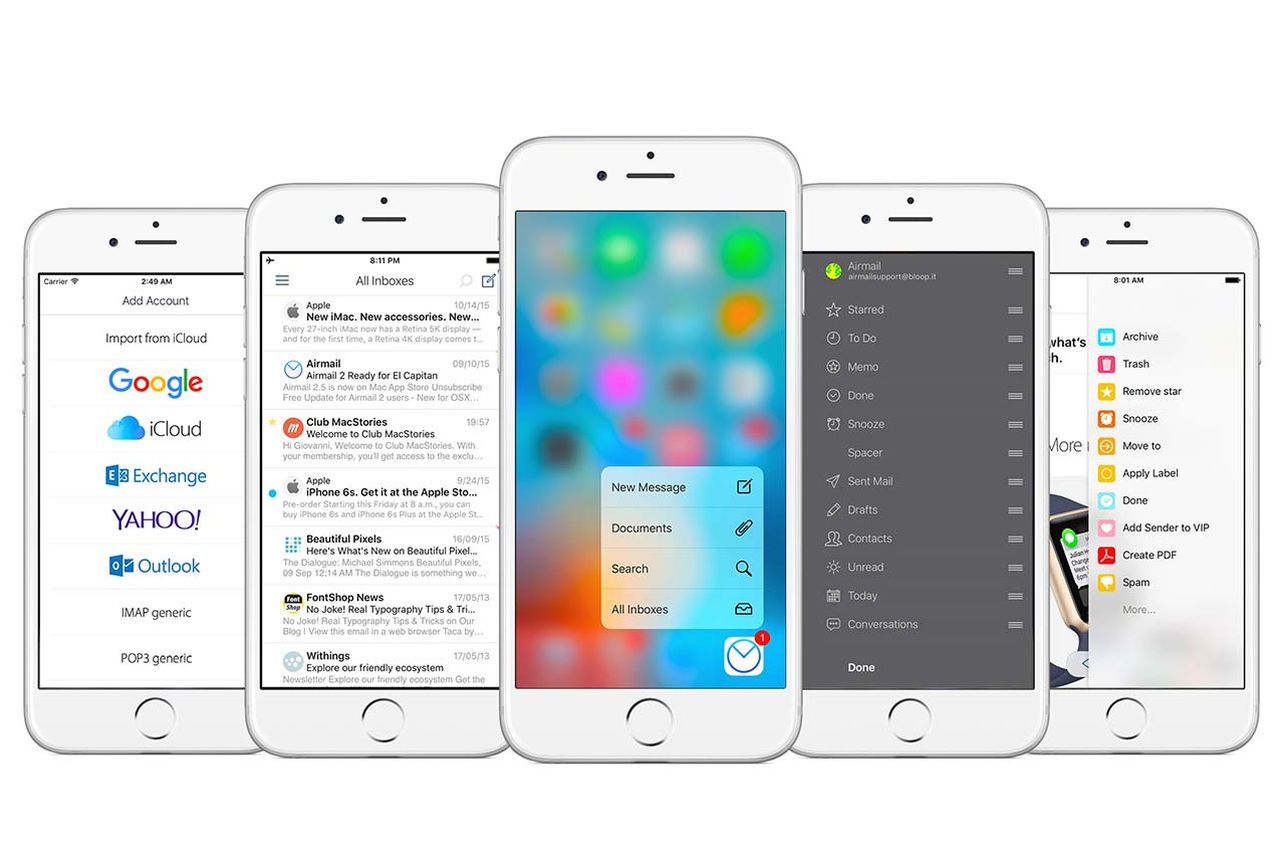 Carrier
2:49 AM
Add Account
Import from iCloud
Google
iCloud
Exchange
YAHOO!
Outlook
IMAP generic
POP3 generic
8:11 PM
All Inboxes
Apple 10/14/15
New iMac. New accessories. New...
Every 27-inch iMac now has a Retina 5K display —
and for the first time, a Retina 4K display comes t...
Airmail 09/10/15
Airmail 2 Ready for El Capitan
Airmail 2.5 is now on Mac App Store Unsubscribe
Free Update for Airmail 2 users - New for OSX...
Club MacStories 19:57
Welcome to Club MacStories
Hi Giovanni, Welcome to Club MacStories. With
your membership, you'll get access to the exclu...
Apple 9/24/15
iPhone 6s. Get it at the Apple Sto...
Pre-order Starting this Friday at 8 a.m., you can
buy iPhone 6s and iPhone 6s Plus at the Apple St...
Beautiful Pixels 16/09/15
Here's What's New on Beautiful Pixel...
The Dialogue: Michael Simmons Beautiful Pixels,
09 Sep 12:14 AM The Dialogue is something we...
Font
Shop
FontShop News 17/05/13
No Joke! Real Typography Tips & Tri...
No Joke! Real Typography Tips & Tricks on Our
Blog | View this email in a web browser Taca by...
Withings 17/05/13
Explore our friendly ecosystem
Newsletter Explore our friendly ecosystem Get the
New Message
Documents
Search
All Inboxes
1
Airmail
airmailsupport@bloop.it
Starred
To Do
Memo
Done
Snooze
Spacer
Sent Mail
Drafts
Contacts
Unread
Today
Conversations
Done
8:01 AM
what's
h.
More
Archive
Trash
Remove star
Snooze
Move to
Apply Label
Done
Add Sender to VIP
Create PDF
Spam
More...